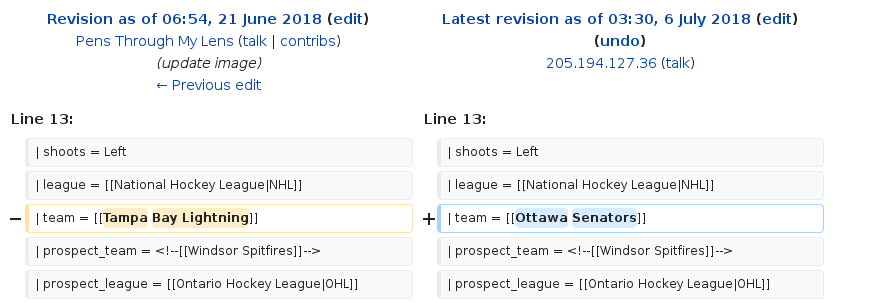 Revision as of 06:54, 21 June 2018 (edit)
Pens Through My Lens (talk | contribs)
(update image)
← Previous edit
Latest revision as of 03:30, 6 July 2018 (edit)
(undo)
205.194.127.36 (talk)
Line 13:
Line 13:
| shoots = Left
| shoots = Left
| league = [[National Hockey League|NHL]]
| league = [[National Hockey League|NHL]]
− | team = [[Tampa Bay Lightning]]
+ | team = [[Ottawa Senators]]
| prospect_team = <!--[[Windsor Spitfires]]-->
| prospect_team = <!--[[Windsor Spitfires]]-->
| prospect_league = [[Ontario Hockey League|OHL]]
| prospect_league = [[Ontario Hockey League|OHL]]